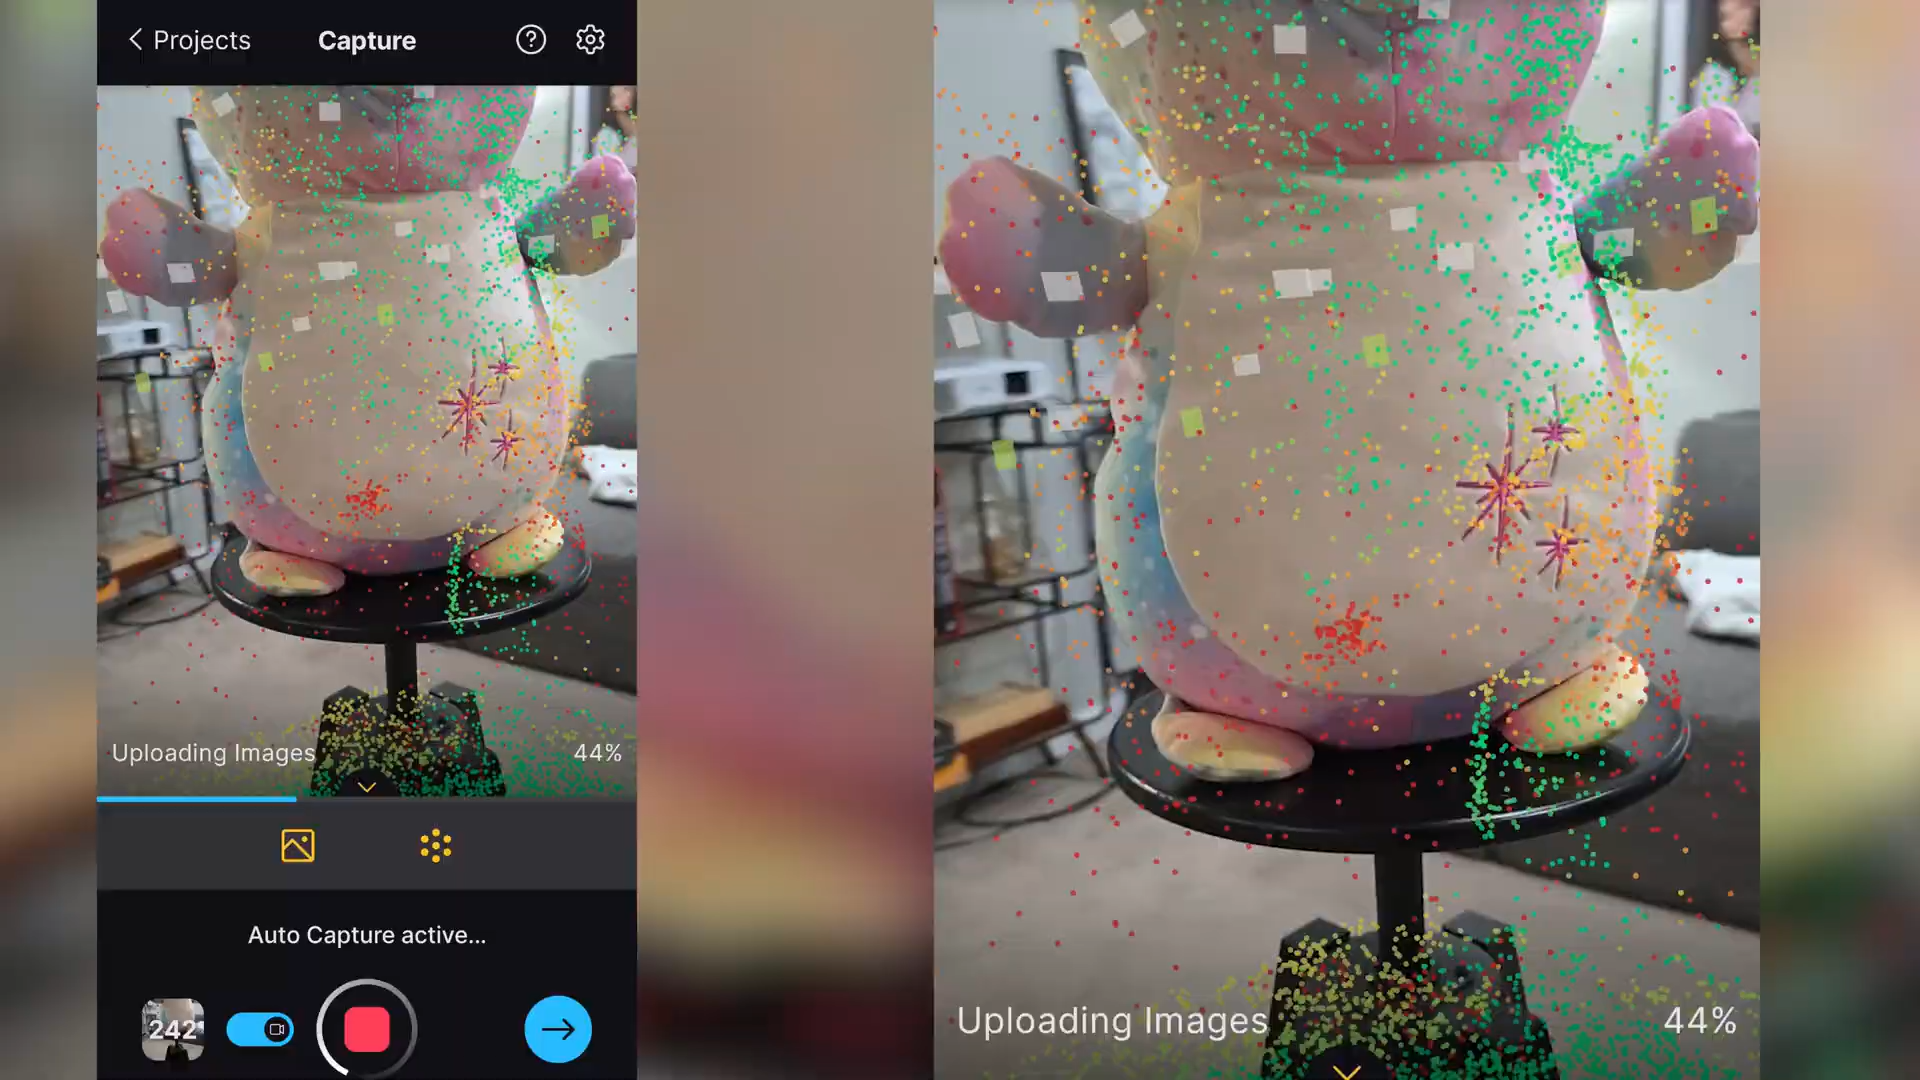 Projects
Capture
Uploading Images
44%
Auto Capture active...
242
Uploading Images
44%